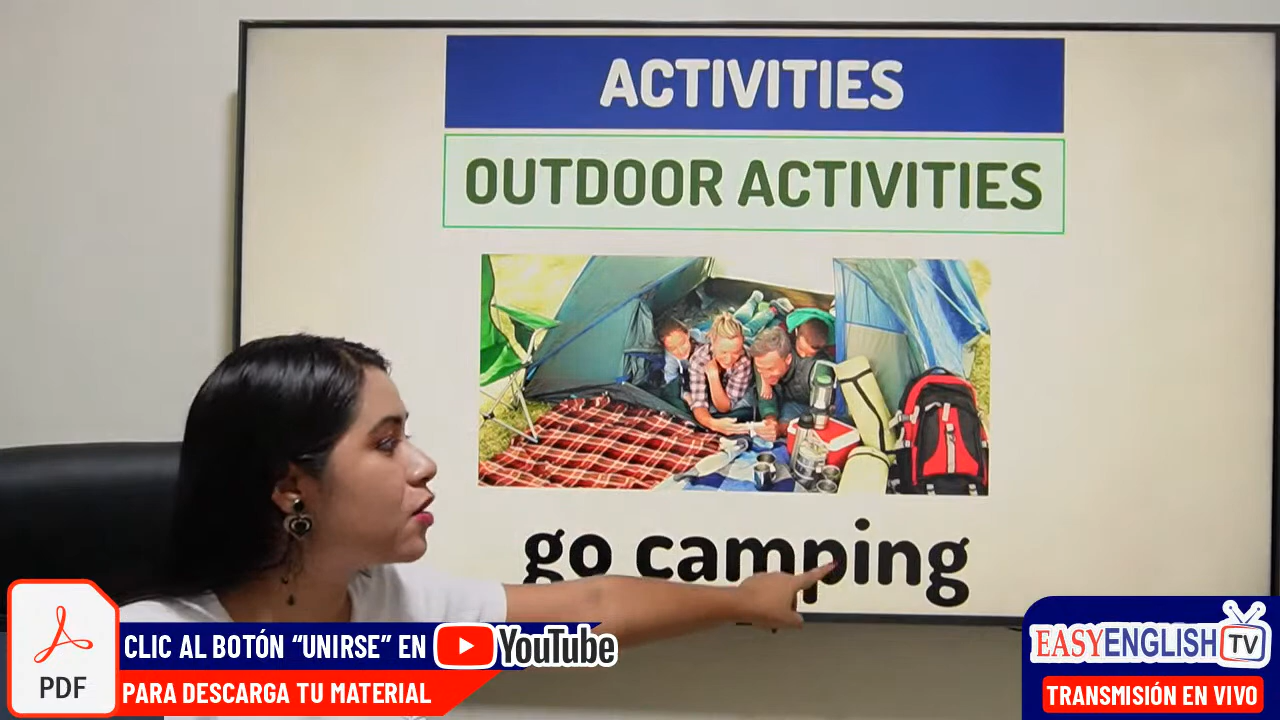 ACTIVITIES
OUTDOOR ACTIVITIES
go camping
CLIC AL BOTÓN “UNIRSE” EN YouTube
PARA DESCARGA TU MATERIAL
PDF
EASYENGLISH TV
TRANSMISIÓN EN VIVO